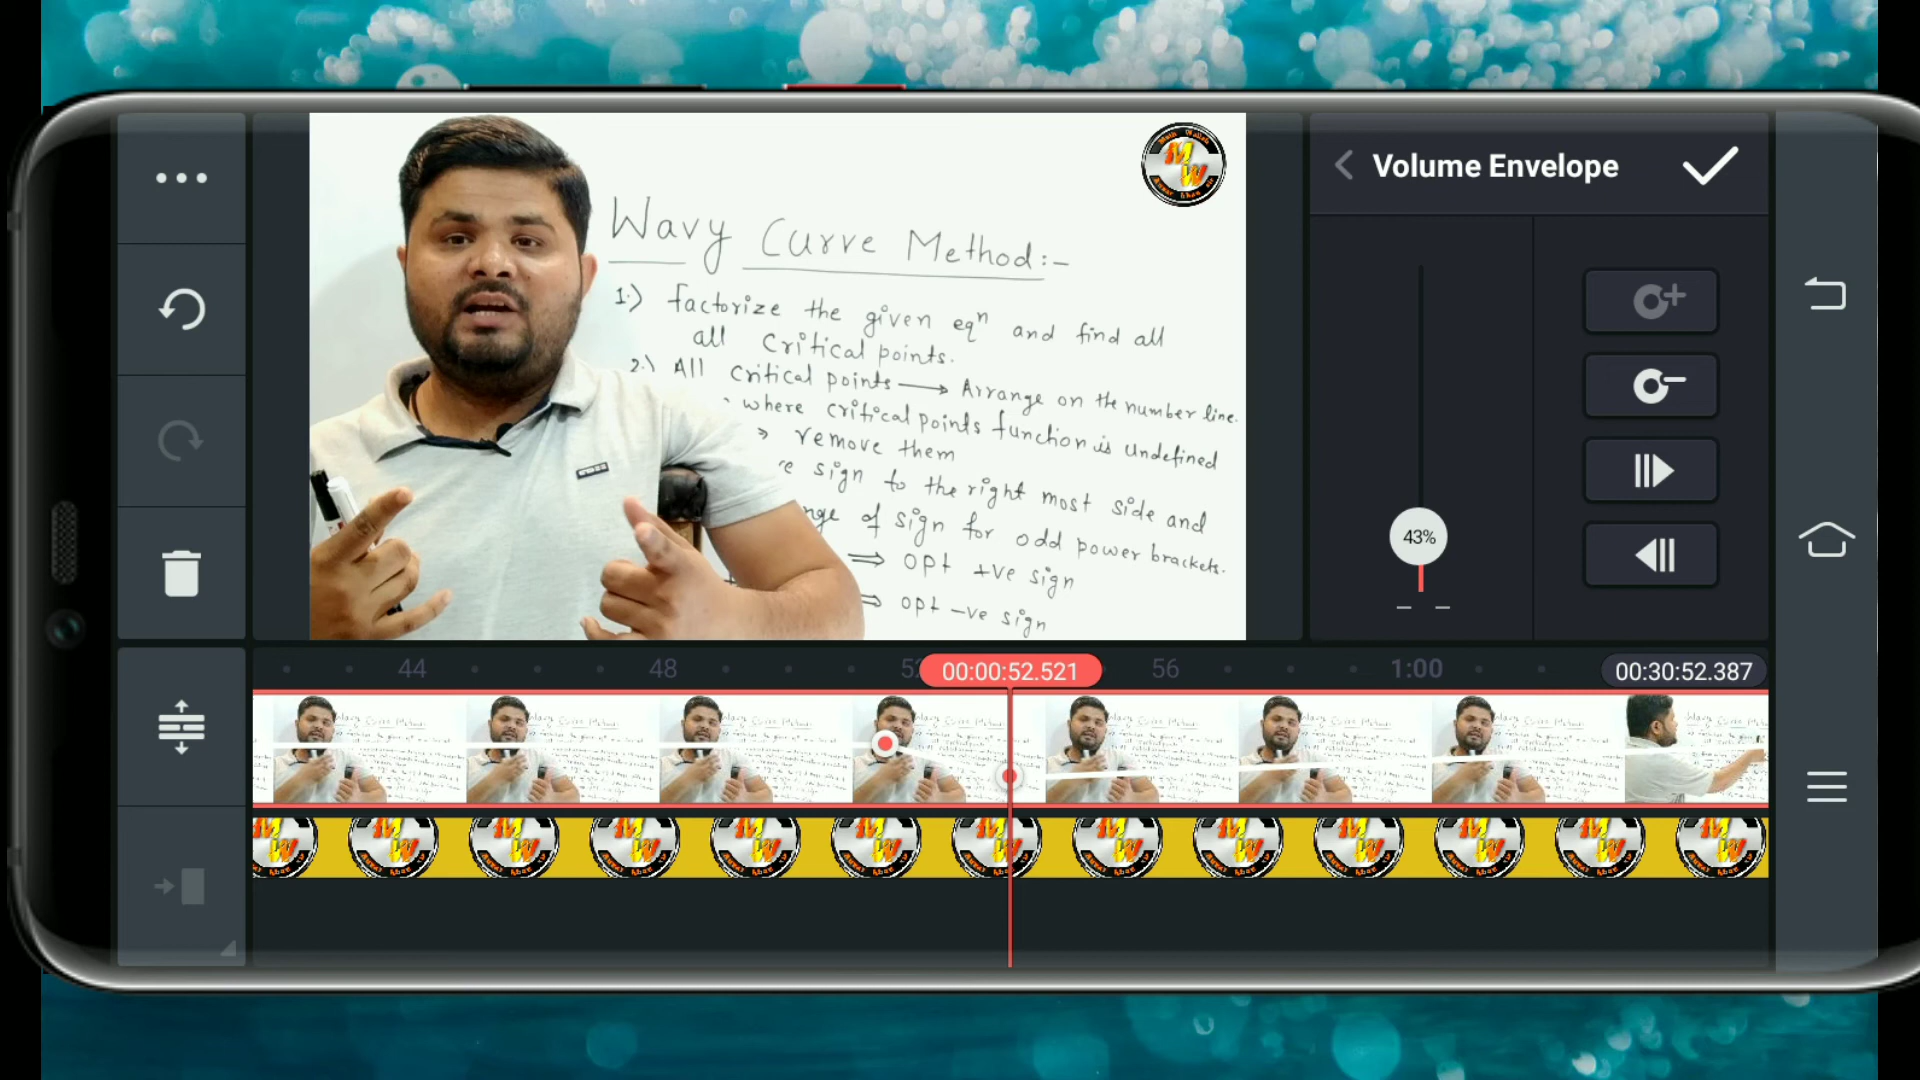 Volume Envelope
Wavy Curve Method:-
1.) factorize the given eqⁿ and find all
all critical points.
2.) All critical points → Arrange on the number line.
where critical points function is undefined
remove them
sign to the right most side and
of sign for odd power brackets.
⇒ opt +ve sign
⇒ opt -ve sign
MW
43%
44
48
00:00:52.521
56
1:00
00:30:52.387